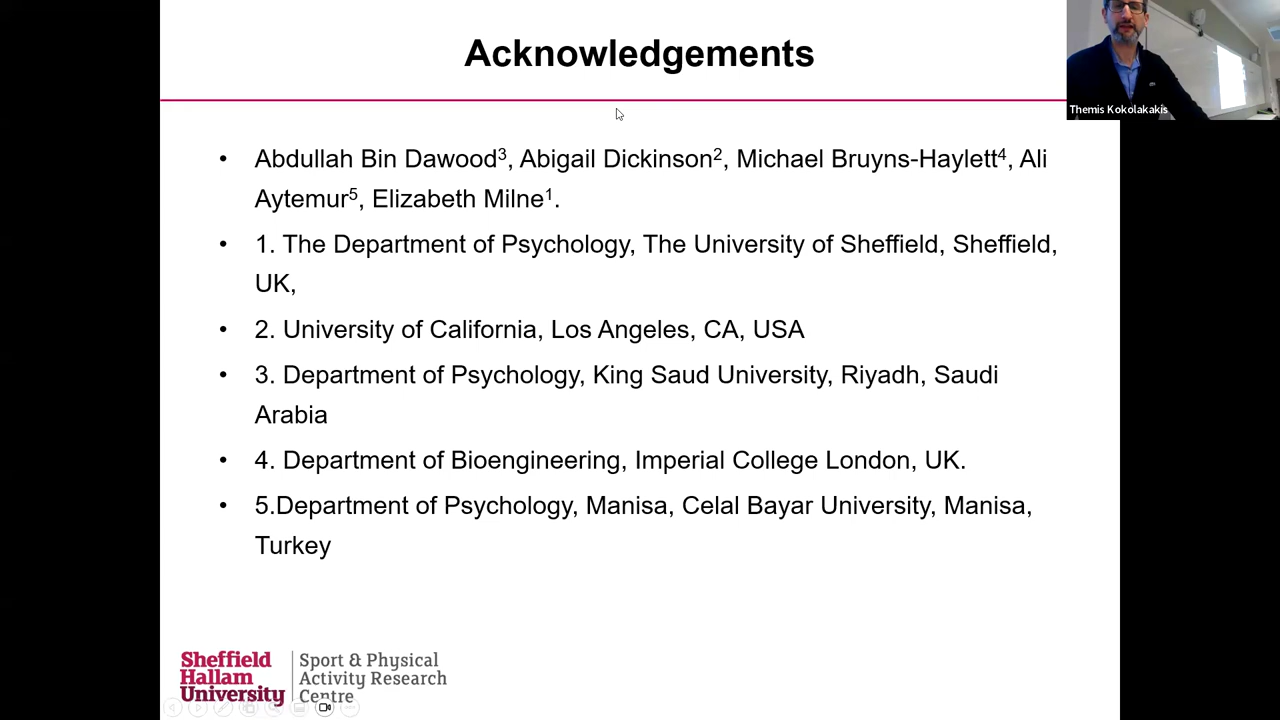 Acknowledgements
Themis Kokolakakis
• Abdullah Bin Dawood³, Abigail Dickinson², Michael Bruyns-Haylett⁴, Ali
Aytemur⁵, Elizabeth Milne¹.
• 1. The Department of Psychology, The University of Sheffield, Sheffield,
UK,
• 2. University of California, Los Angeles, CA, USA
• 3. Department of Psychology, King Saud University, Riyadh, Saudi
Arabia
• 4. Department of Bioengineering, Imperial College London, UK.
• 5.Department of Psychology, Manisa, Celal Bayar University, Manisa,
Turkey
Sheffield
Hallam
University
Sport & Physical
Activity Research
Centre